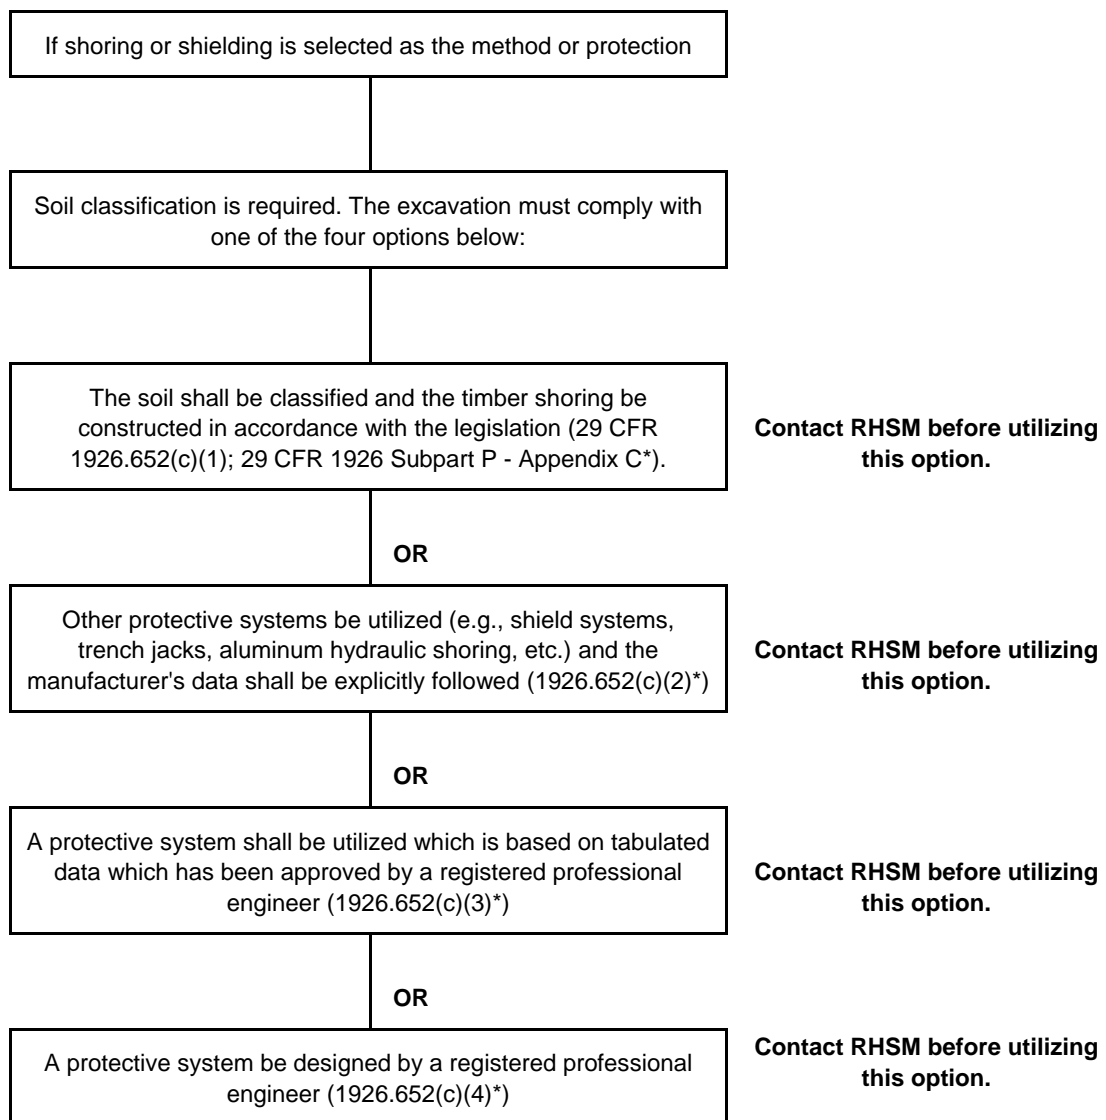 If shoring or shielding is selected as the method or protection
Soil classification is required. The excavation must comply with
one of the four options below:
The soil shall be classified and the timber shoring be
constructed in accordance with the legislation (29 CFR
1926.652(c)(1); 29 CFR 1926 Subpart P - Appendix C*).
Contact RHSM before utilizing
this option.
OR
Other protective systems be utilized (e.g., shield systems,
trench jacks, aluminum hydraulic shoring, etc.) and the
manufacturer's data shall be explicitly followed (1926.652(c)(2)*)
Contact RHSM before utilizing
this option.
OR
A protective system shall be utilized which is based on tabulated
data which has been approved by a registered professional
engineer (1926.652(c)(3)*)
Contact RHSM before utilizing
this option.
OR
A protective system be designed by a registered professional
engineer (1926.652(c)(4)*)
Contact RHSM before utilizing
this option.